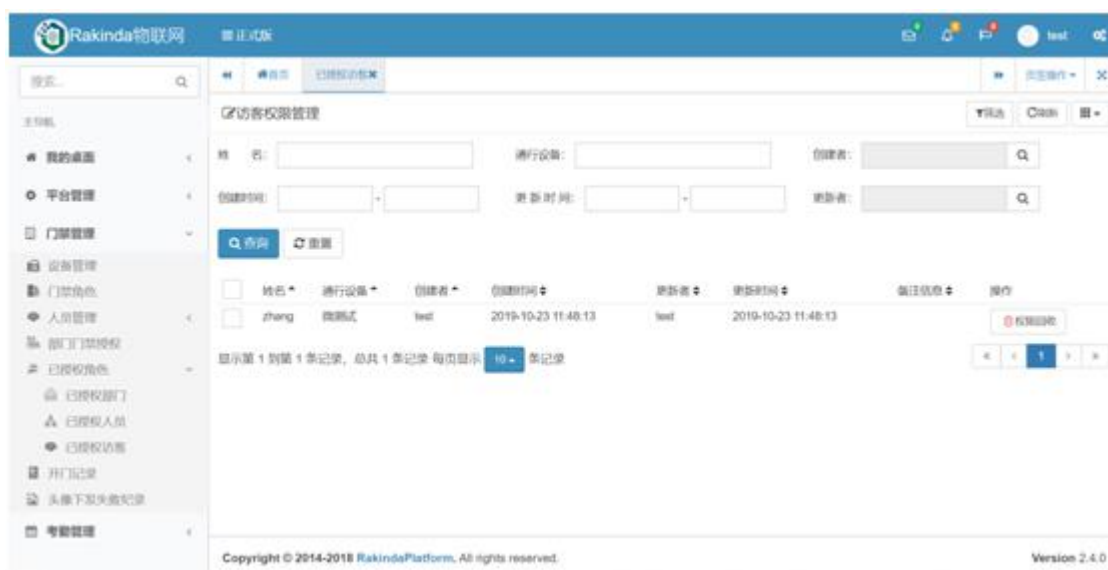 Rakinda物联网
正式版
test
搜索...
首页
已授权访客
页签操作
主导航
访客权限管理
筛选
刷新
我的桌面
姓 名:
通行设备:
创建者:
平台管理
创建时间:
-
更新时间:
-
更新者:
门禁管理
查询
重置
设备管理
门禁角色
姓名
通行设备
创建者
创建时间
更新者
更新时间
备注信息
操作
人员管理
zhang
test
2019-10-23 11:48:13
test
2019-10-23 11:48:13
权限回收
部门门禁授权
已授权角色
显示第 1 到第 1 条记录，总共 1 条记录 每页显示 10 条记录
«
‹
1
›
»
已授权部门
已授权人员
已授权访客
开门记录
头像下发失败纪录
考勤管理
Copyright © 2014-2018 RakindaPlatform. All rights reserved.
Version 2.4.0